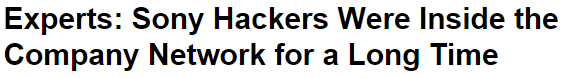 Experts: Sony Hackers Were Inside the
Company Network for a Long Time